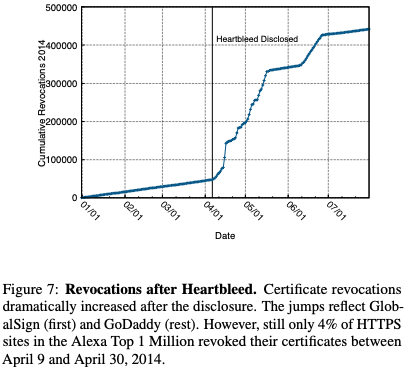 500000
400000
300000
200000
100000
0
Cumulative Revocations 2014
Heartbleed Disclosed
01/01
02/01
03/01
04/01
05/01
06/01
07/01
Date
Figure 7: Revocations after Heartbleed. Certificate revocations
dramatically increased after the disclosure. The jumps reflect Glob-
alSign (first) and GoDaddy (rest). However, still only 4% of HTTPS
sites in the Alexa Top 1 Million revoked their certificates between
April 9 and April 30, 2014.